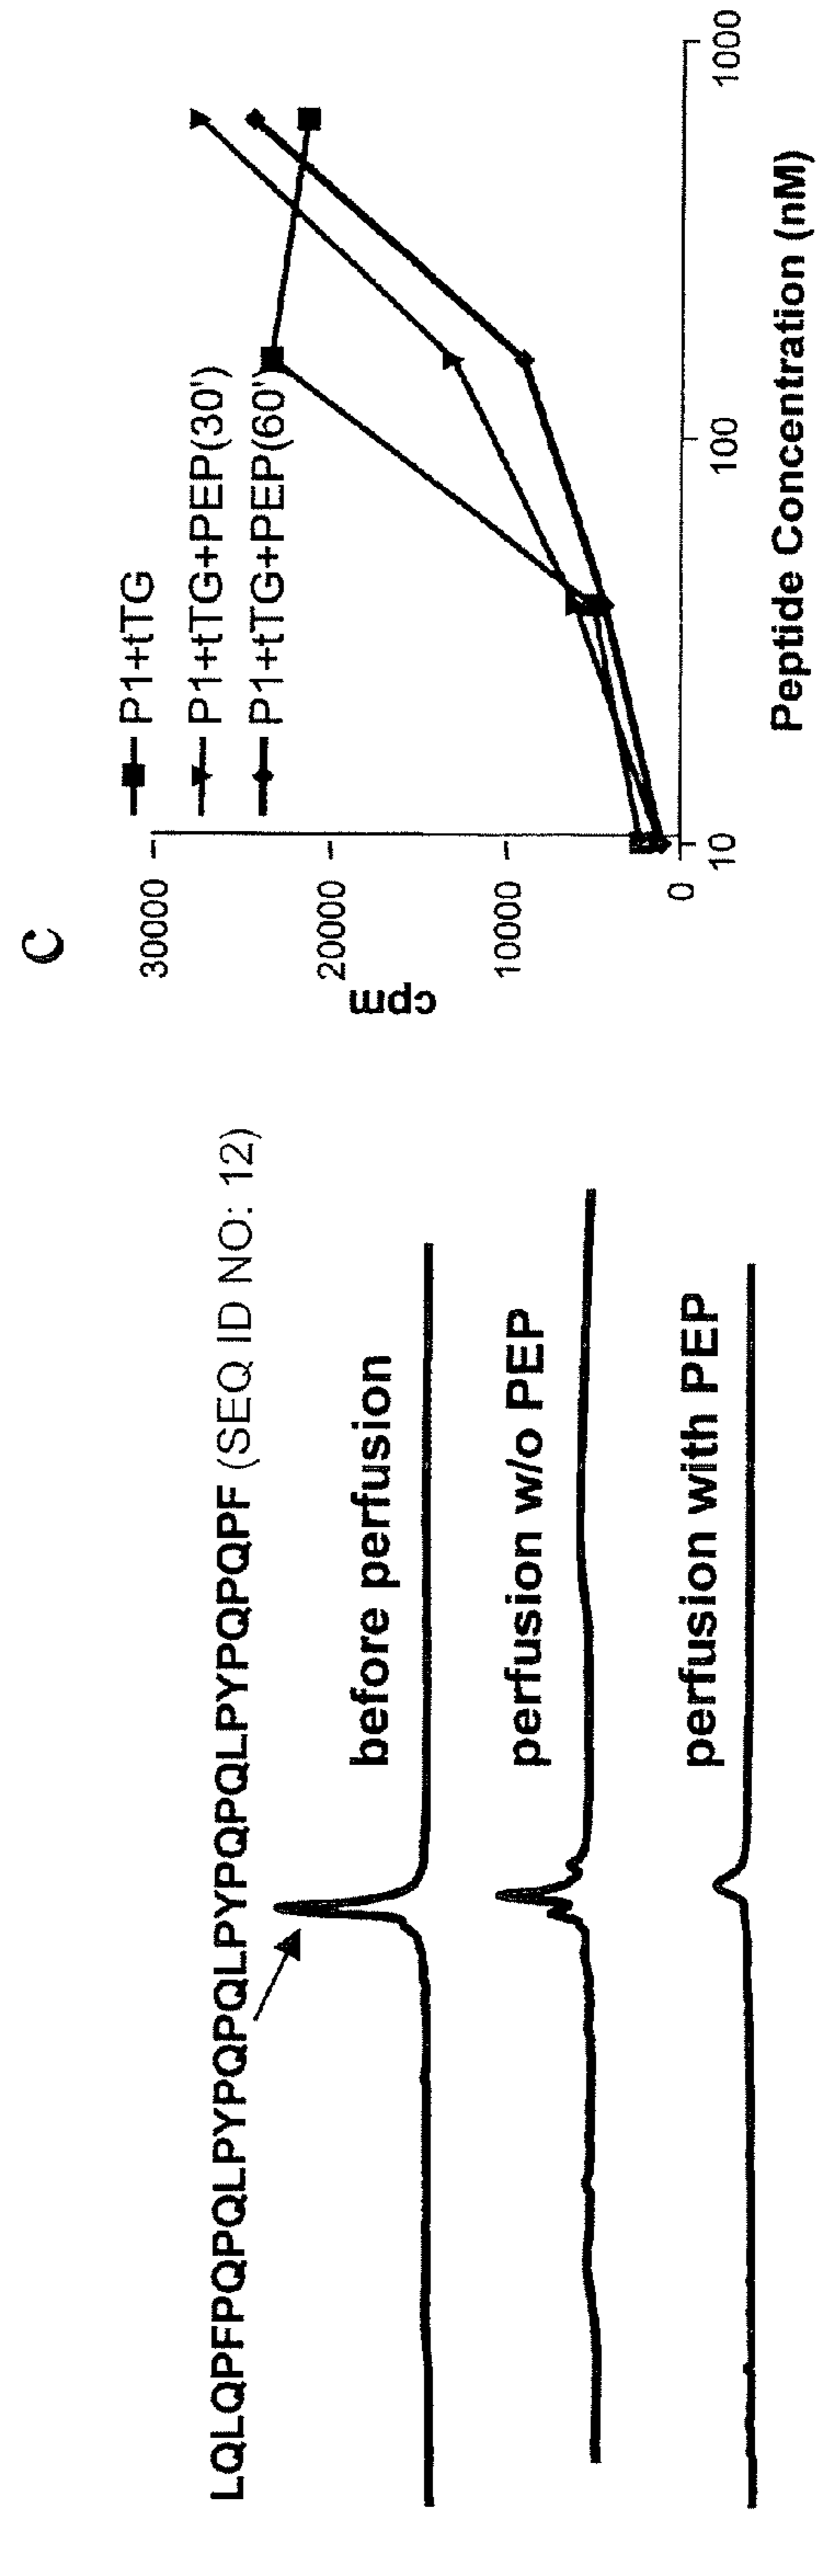 LQLQPFPQPQLPYPQPQLPYPQPQLPYPQPQPF (SEQ ID NO: 12)
before perfusion
perfusion w/o PEP
perfusion with PEP
C
P1+tTG
P1+tTG+PEP(30')
P1+tTG+PEP(60')
30000
20000
10000
0
cpm
10
100
1000
Peptide Concentration (nM)